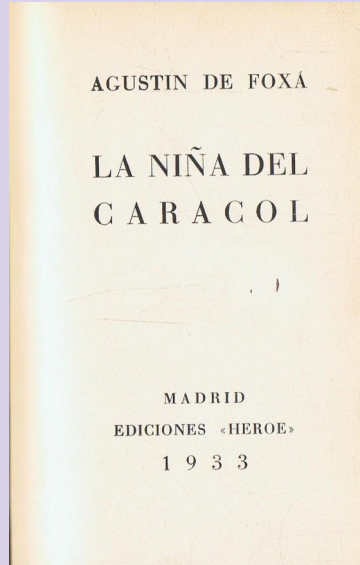 AGUSTIN DE FOXÁ
LA NIÑA DEL
CARACOL
MADRID
EDICIONES «HEROE»
1933